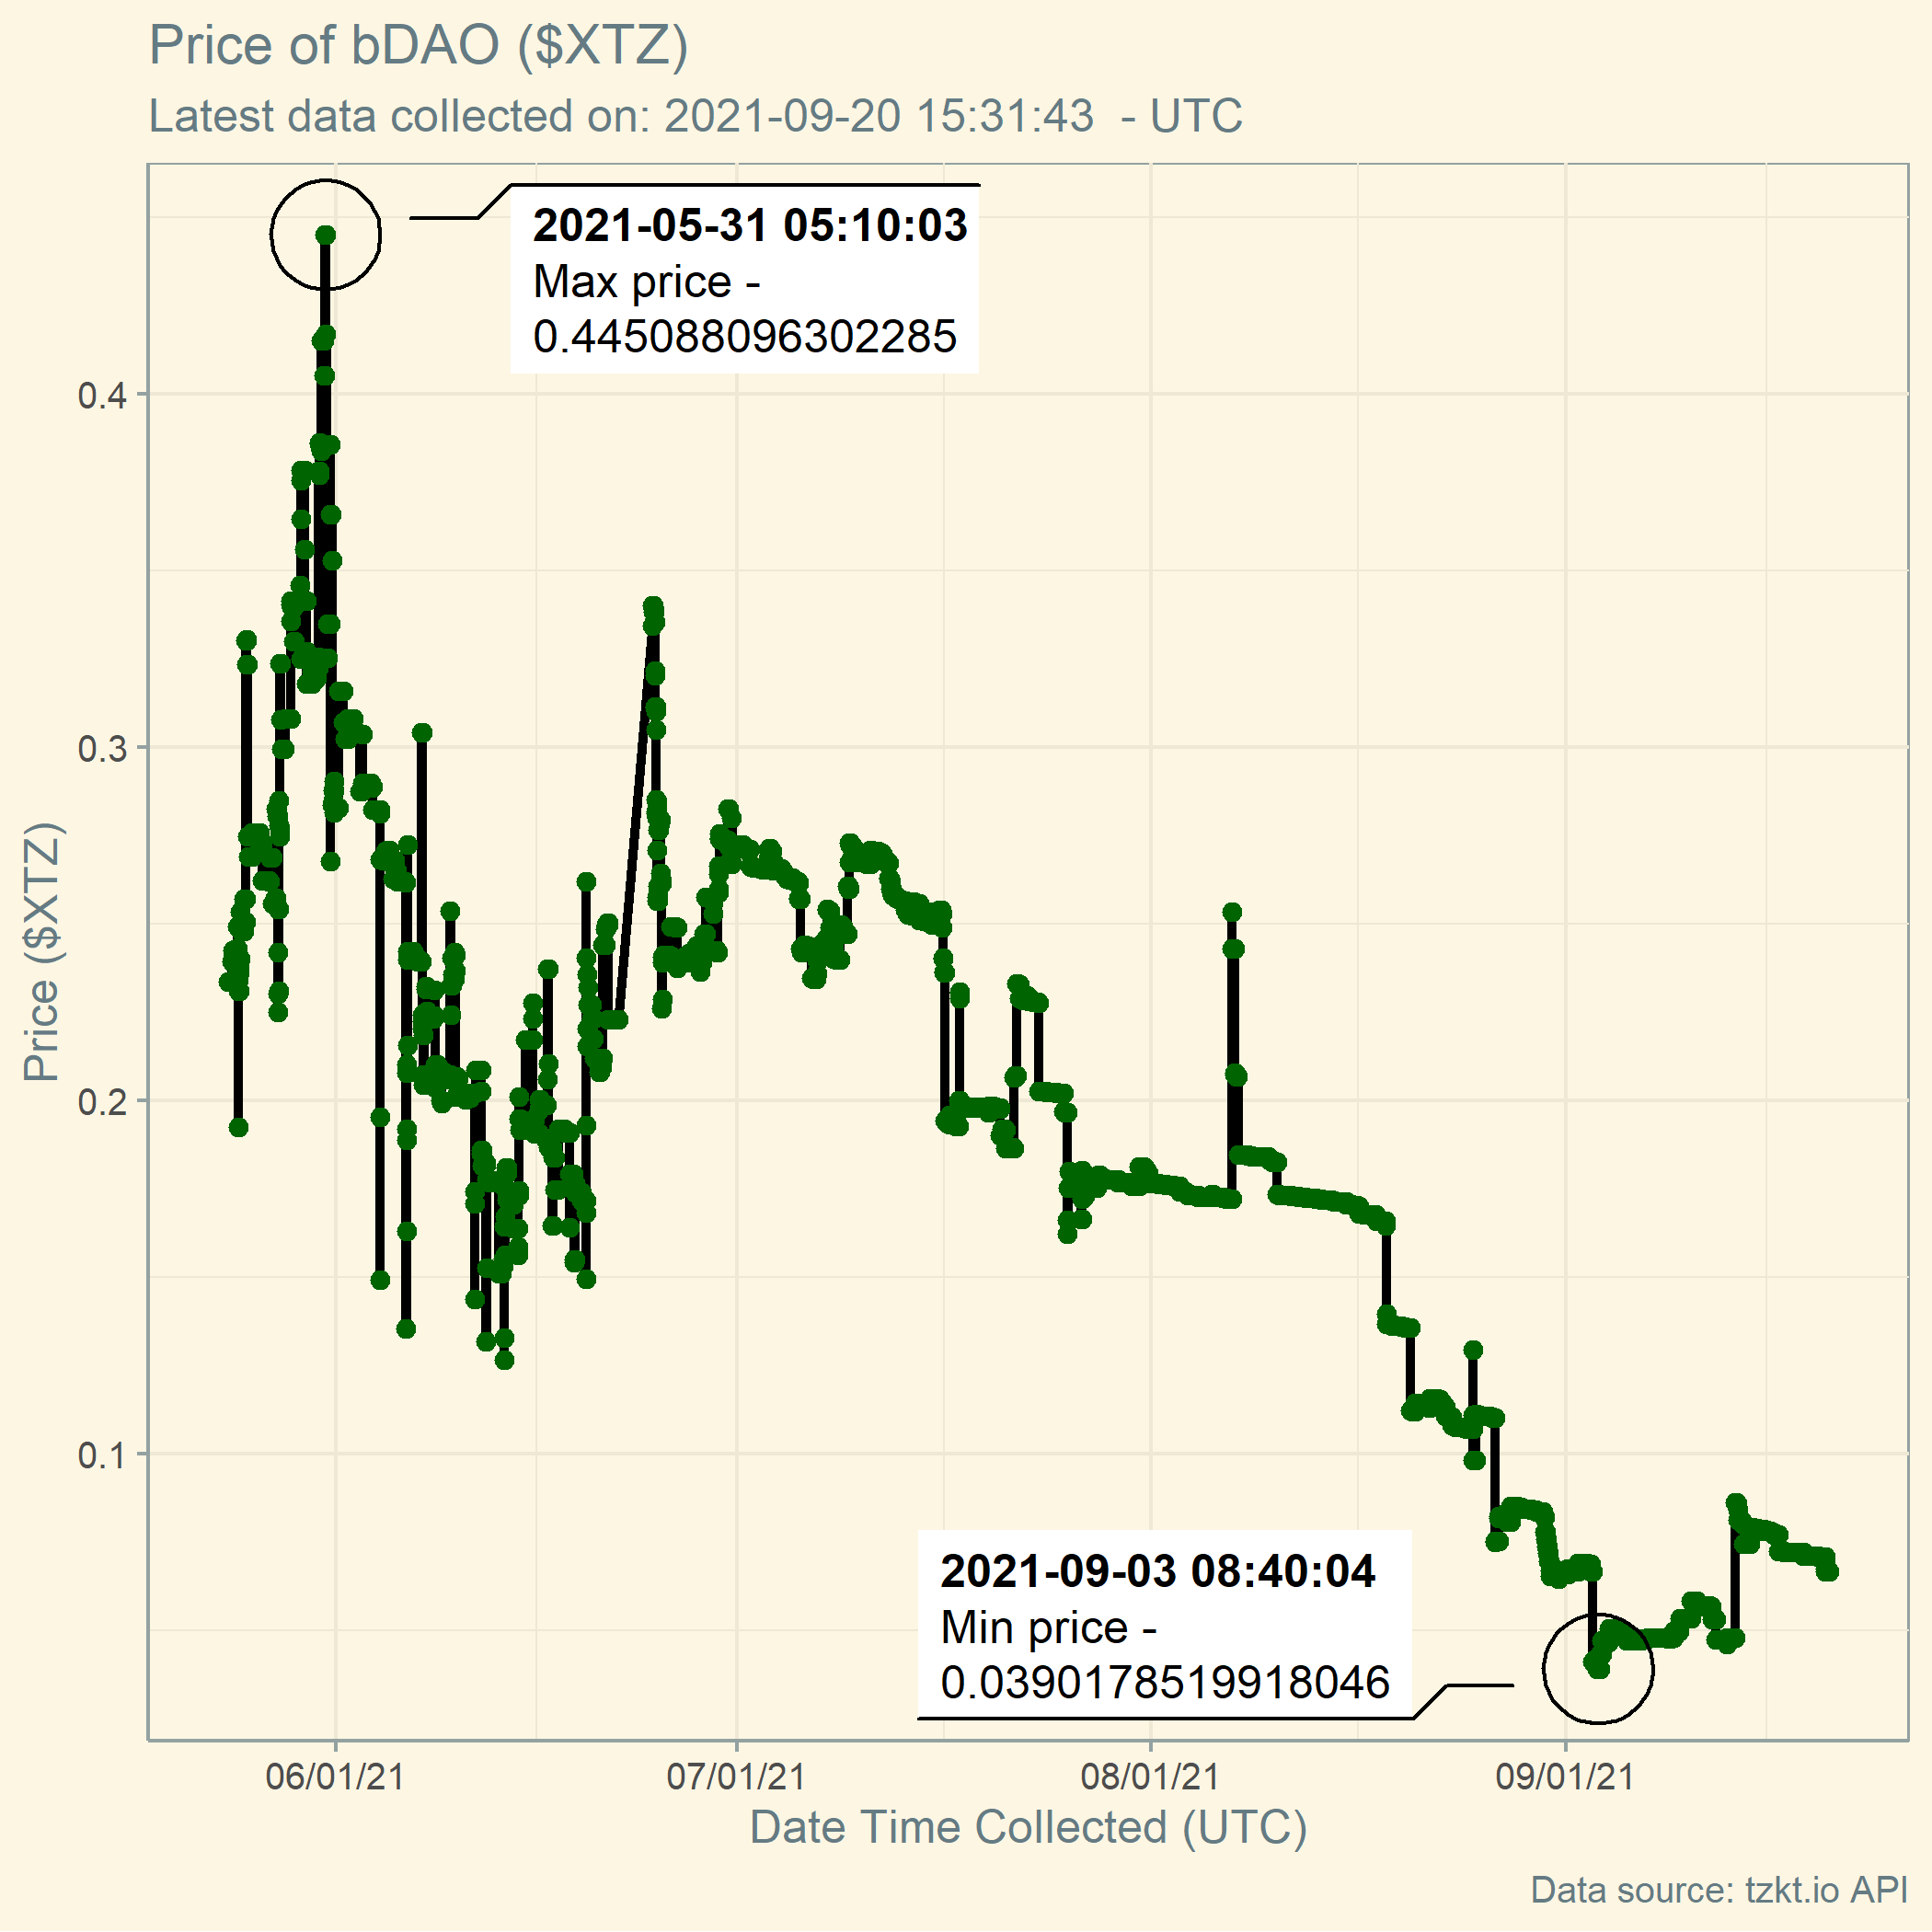 Price of bDAO ($XTZ)
Latest data collected on: 2021-09-20 15:31:43  - UTC
2021-05-31 05:10:03
Max price -
0.445088096302285
0.4
0.3
0.2
0.1
Price ($XTZ)
2021-09-03 08:40:04
Min price -
0.0390178519918046
06/01/21
07/01/21
08/01/21
09/01/21
Date Time Collected (UTC)
Data source: tzkt.io API